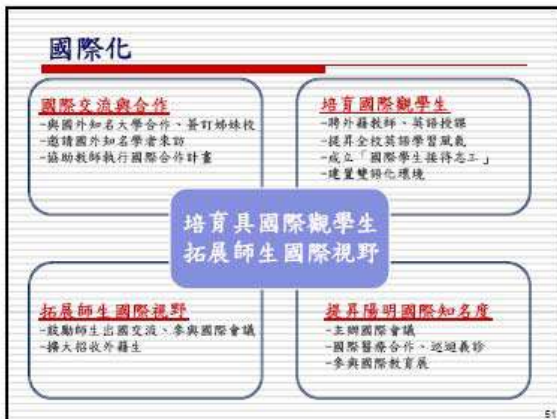 國際化
國際交流與合作
-與國外知名大學合作、簽訂姊妹校
-邀請國外知名學者來訪
-協助教師執行國際合作計畫
培育國際觀學生
-聘外籍教師、英語授課
-提昇全校英語學習風氣
-成立「國際學生接待志工」
-建置雙語化環境
培育具國際觀學生
拓展師生國際視野
拓展師生國際視野
-鼓勵師生出國交流、參與國際會議
-擴大招收外籍生
提昇陽明國際知名度
-主辦國際會議
-國際醫療合作、巡迴義診
-參與國際教育展
51